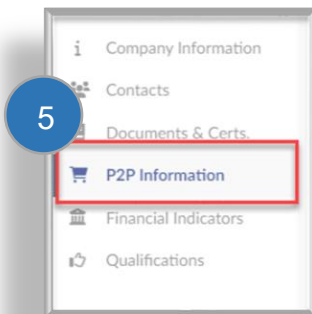 i Company Information
Contacts
5
Documents & Certs.
P2P Information
Financial Indicators
Qualifications